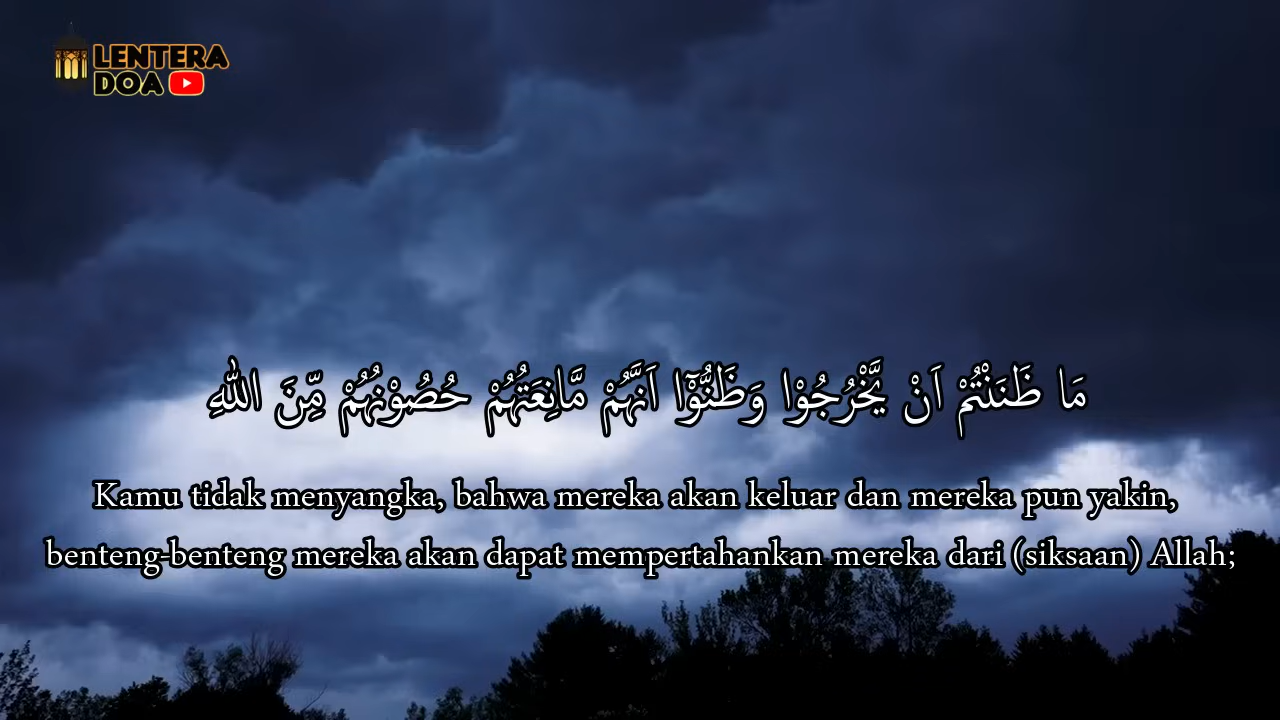 LENTERA
DOA
مَا ظَنَنْتُمْ اَنْ يَّخْرُجُوْا وَظَنُّوْٓا اَنَّهُمْ مَّانِعَتُهُمْ حُصُوْنُهُمْ مِّنَ اللّٰهِ
Kamu tidak menyangka, bahwa mereka akan keluar dan mereka pun yakin,
benteng-benteng mereka akan dapat mempertahankan mereka dari (siksaan) Allah;